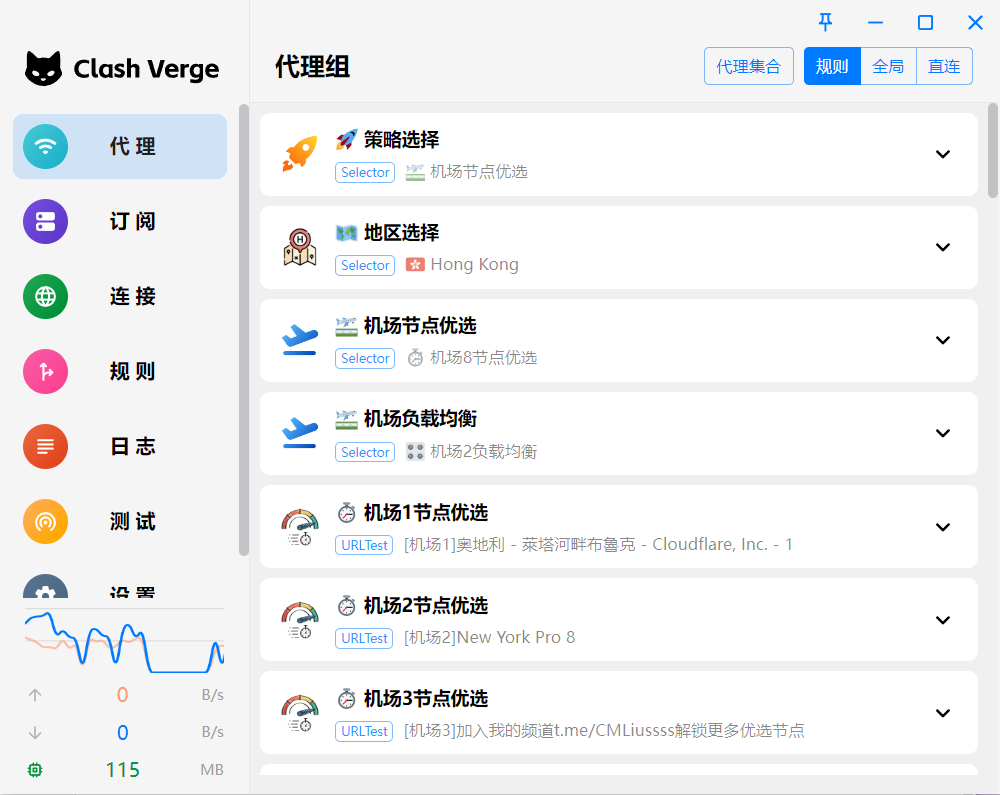 Clash Verge
代理组
代理集合
规则
全局
直连
代 理
订 阅
连 接
规 则
日 志
测 试
设 置
0 B/s
0 B/s
115 MB
策略选择
Selector 机场节点优选
地区选择
Selector Hong Kong
机场节点优选
Selector 机场8节点优选
机场负载均衡
Selector 机场2负载均衡
机场1节点优选
URLTest [机场1]奥地利 - 萊塔河畔布魯克 - Cloudflare, Inc. - 1
机场2节点优选
URLTest [机场2]New York Pro 8
机场3节点优选
URLTest [机场3]加入我的频道t.me/CMLiussss解锁更多优选节点